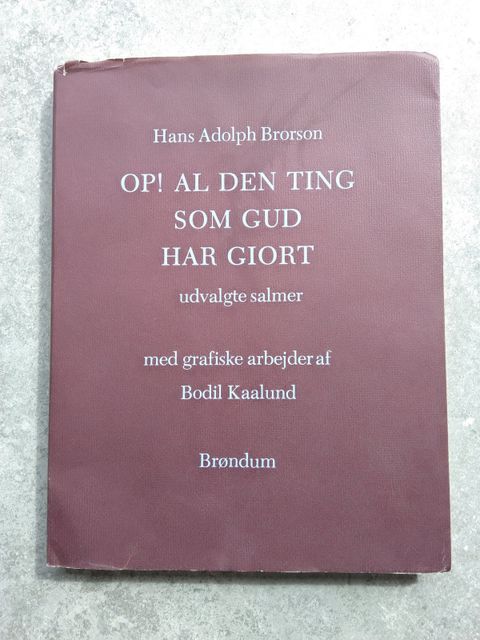 Hans Adolph Brorson
OP! AL DEN TING
SOM GUD
HAR GIORT
udvalgte salmer
med grafiske arbejder af
Bodil Kaalund
Brøndum